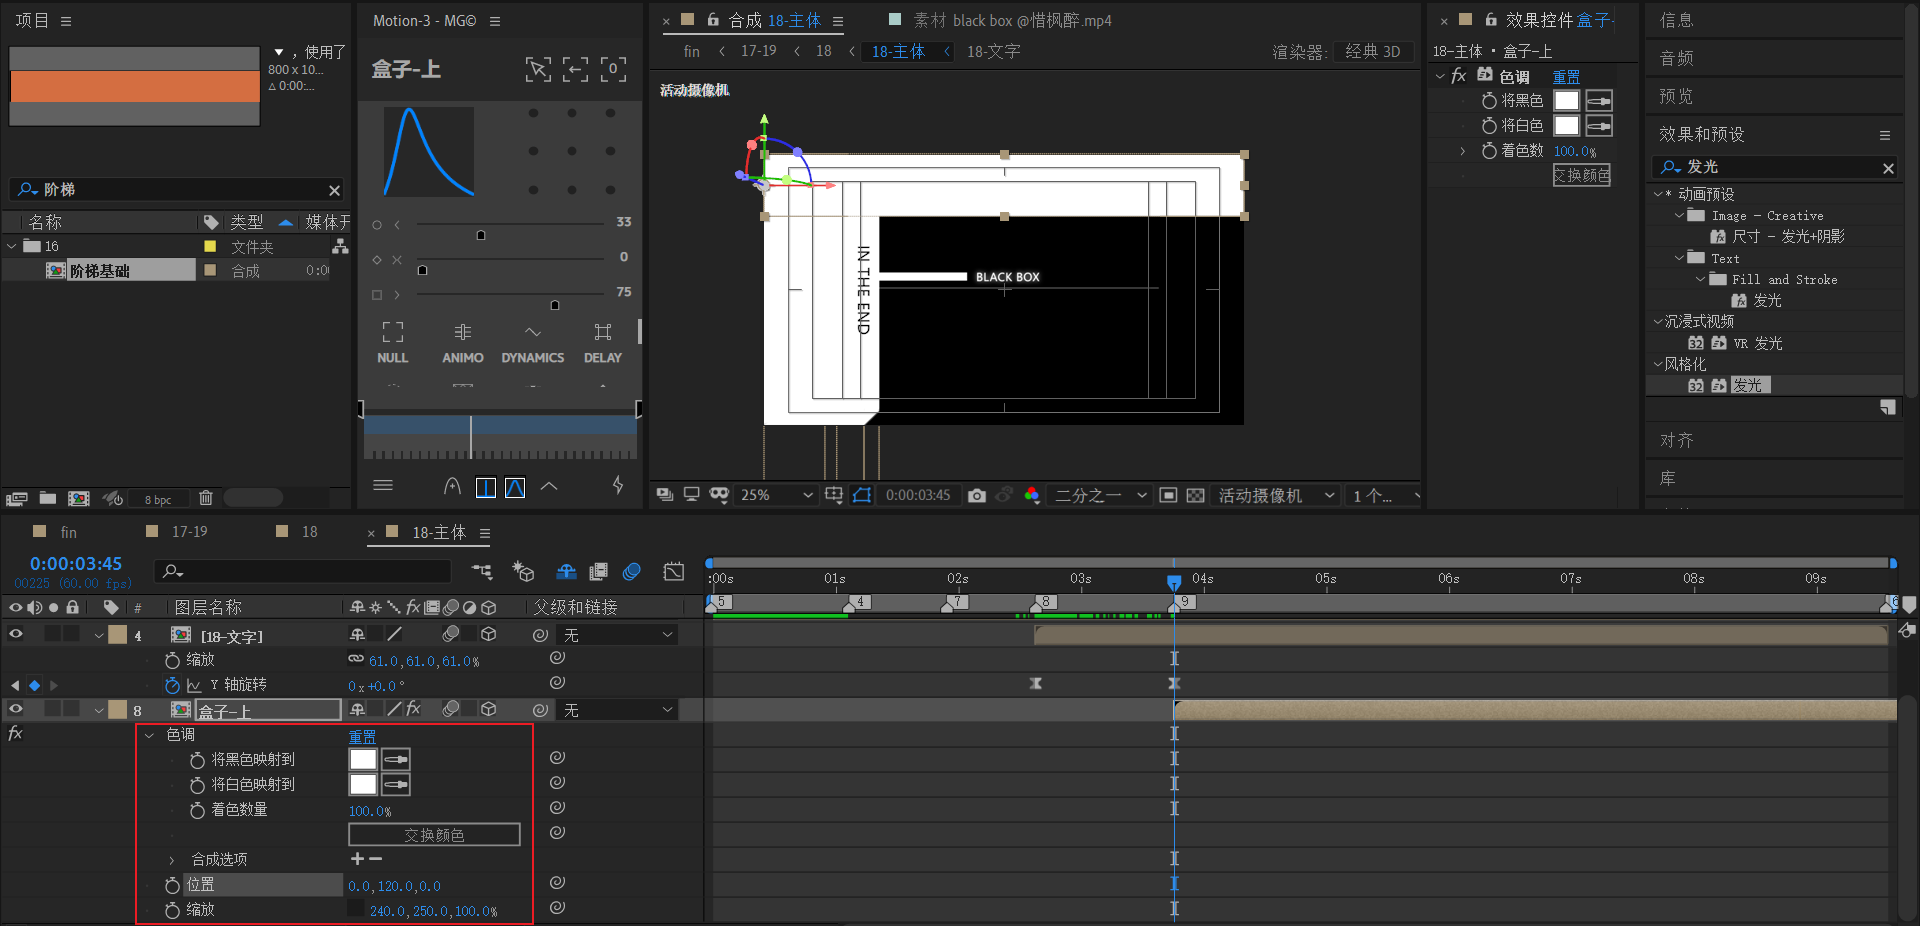 项目
，使用了
800 x 10...
△ 0:00:...
阶梯
名称
类型
媒体开
16
文件夹
阶梯基础
合成
0:00
8 bpc
Motion-3 - MG©
盒子-上
0
33
0
75
NULL
ANIMO
DYNAMICS
DELAY
合成 18-主体
素材 black box @惜枫醉.mp4
fin
17-19
18
18-主体
18-文字
渲染器:
经典 3D
活动摄像机
IN THE END
BLACK BOX
25%
0:00:03:45
二分之一
活动摄像机
1 个...
效果控件 盒子-
18-主体 · 盒子-上
fx 色调 重置
将黑色
将白色
着色数 100.0%
交换颜色
信息
音频
预览
效果和预设
发光
* 动画预设
Image - Creative
尺寸 - 发光+阴影
Text
Fill and Stroke
发光
沉浸式视频
32 VR 发光
风格化
32 发光
对齐
库
fin
17-19
18
18-主体
0:00:03:45
00225 (60.00 fps)
:00s
01s
02s
03s
04s
05s
06s
07s
08s
09s
#
图层名称
fx
父级和链接
5
4
7
8
9
6
4 [18-文字] 无
缩放 61.0,61.0,61.0%
Y 轴旋转 0x+0.0°
8 盒子-上 fx 无
fx 色调 重置
将黑色映射到
将白色映射到
着色数量 100.0%
交换颜色
合成选项 +-
位置 0.0,120.0,0.0
缩放 240.0,250.0,100.0%